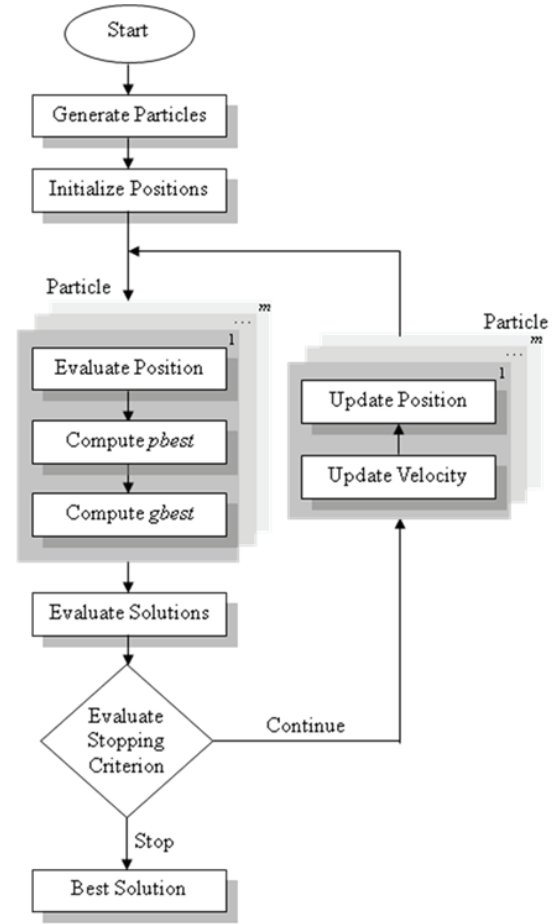 Start
Generate Particles
Initialize Positions
Particle
m
...
1
Evaluate Position
Compute pbest
Compute gbest
Particle
m
...
1
Update Position
Update Velocity
Evaluate Solutions
Evaluate
Stopping
Criterion
Continue
Stop
Best Solution